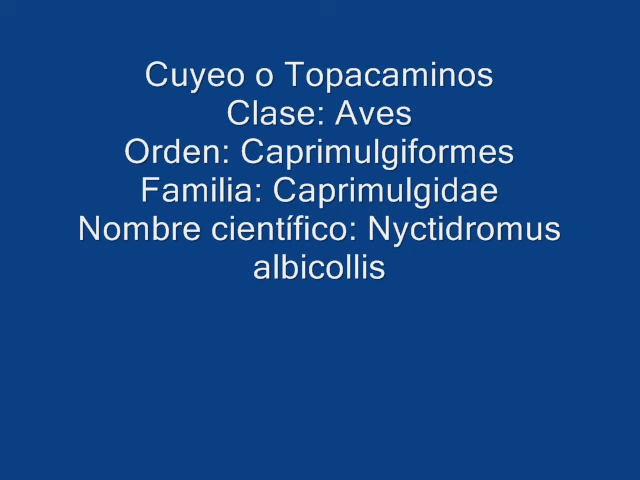 Cuyeo o Topacaminos
Clase: Aves
Orden: Caprimulgiformes
Familia: Caprimulgidae
Nombre científico: Nyctidromus
albicollis